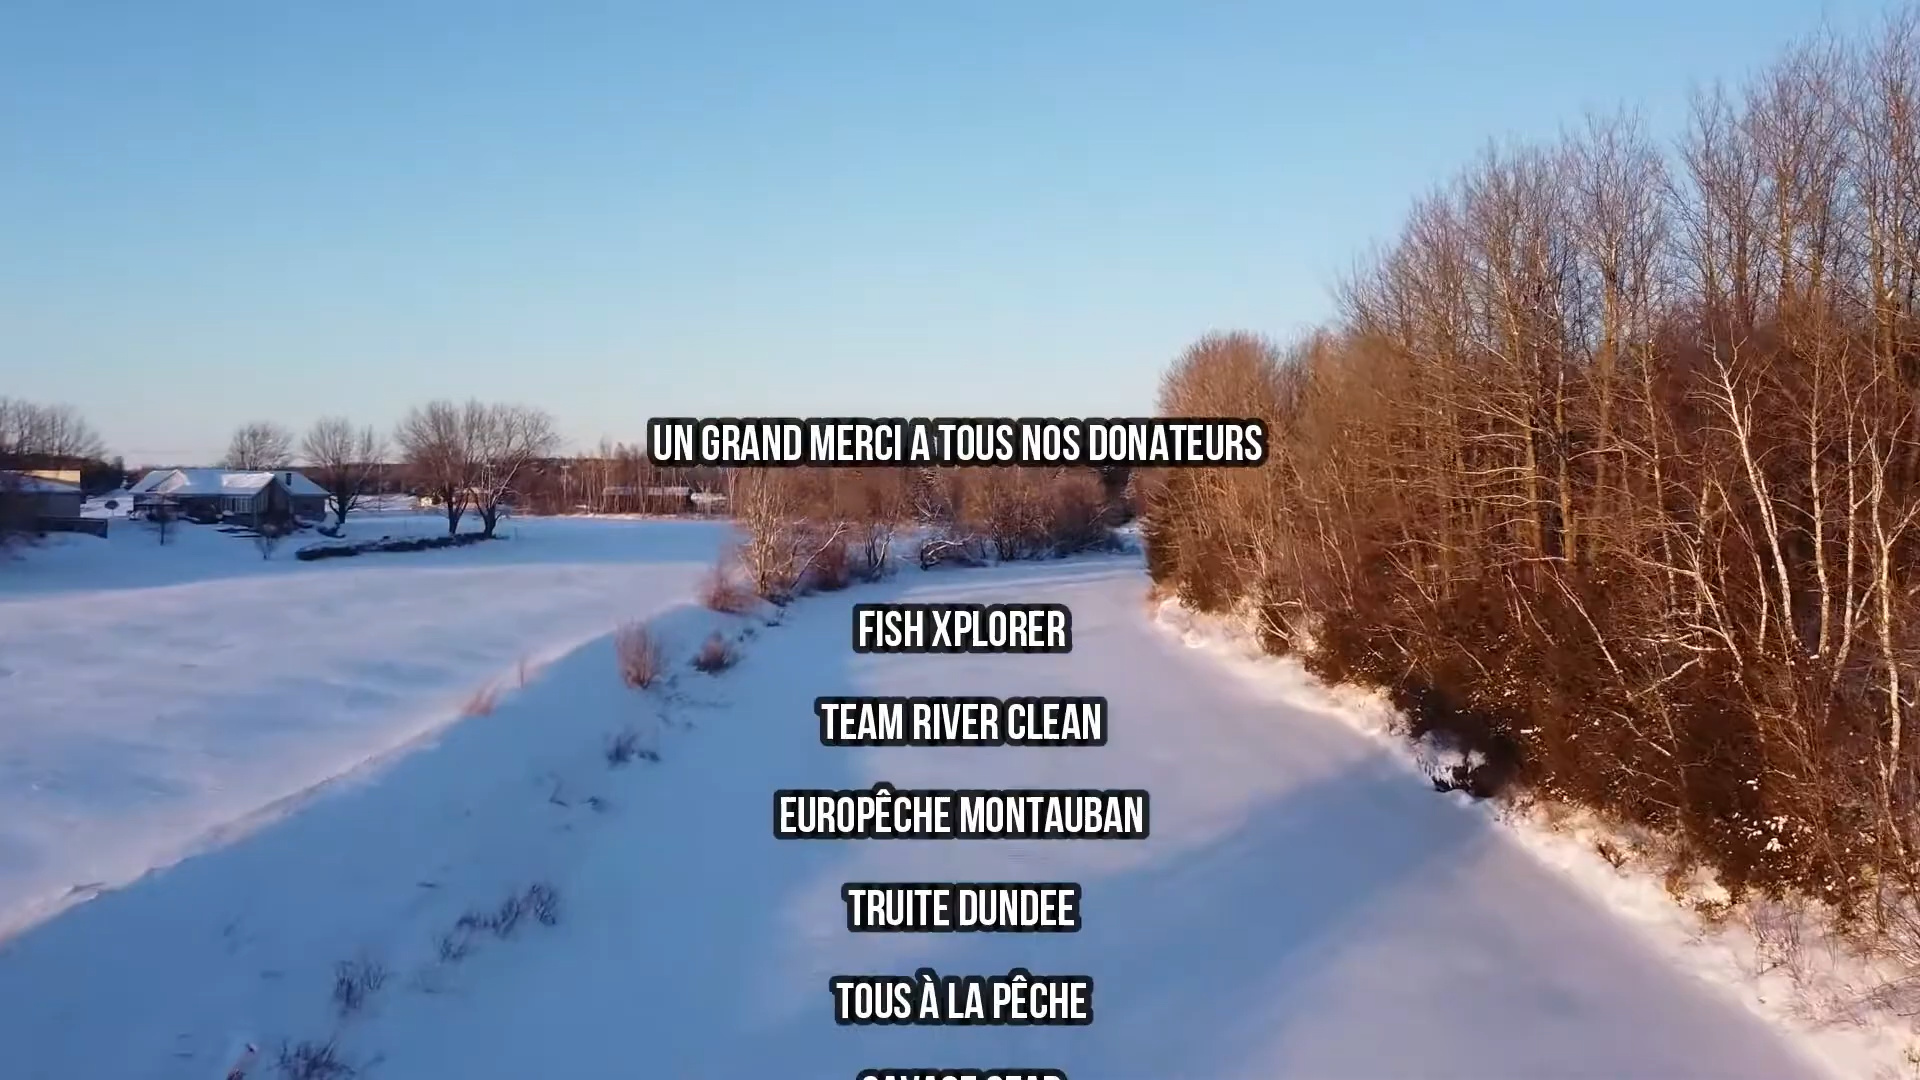 UN GRAND MERCI A TOUS NOS DONATEURS
FISH XPLORER
TEAM RIVER CLEAN
EUROPÊCHE MONTAUBAN
TRUITE DUNDEE
TOUS À LA PÊCHE